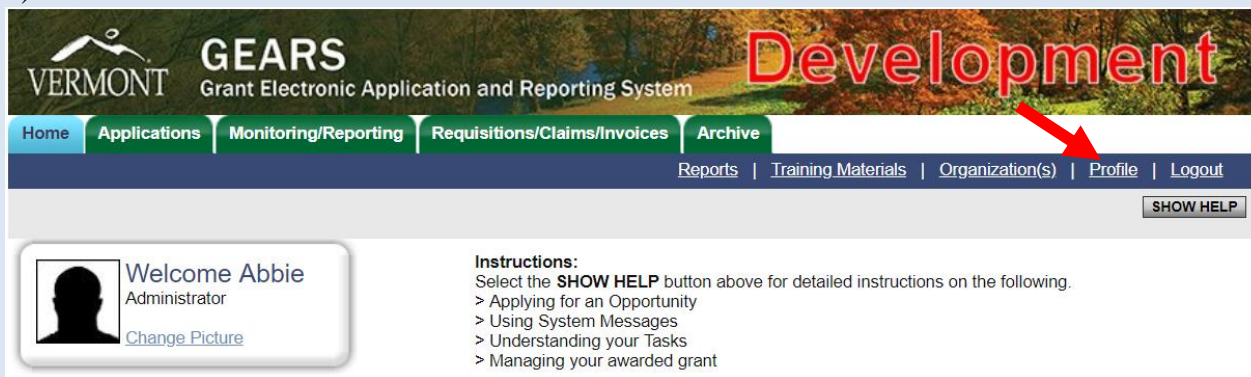 VERMONT
GEARS
Grant Electronic Application and Reporting System
Development
Home Applications Monitoring/Reporting Requisitions/Claims/Invoices Archive
Reports | Training Materials | Organization(s) | Profile | Logout
SHOW HELP
Welcome Abbie
Administrator
Change Picture
Instructions:
Select the SHOW HELP button above for detailed instructions on the following.
> Applying for an Opportunity
> Using System Messages
> Understanding your Tasks
> Managing your awarded grant